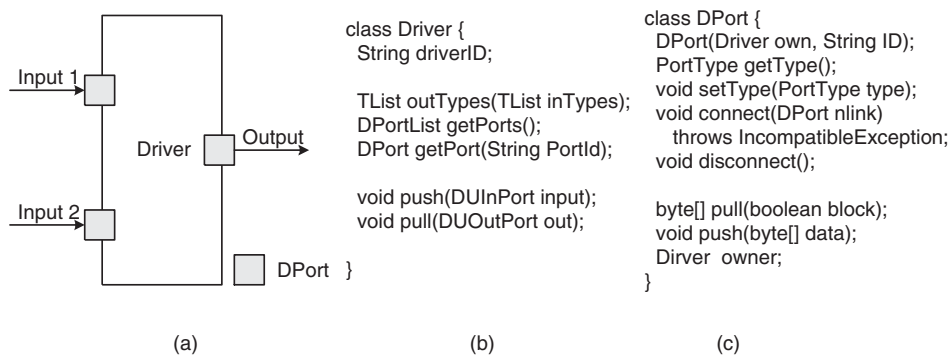 Input 1
Input 2
Driver
Output
DPort
(a)
class Driver {
String driverID;
TList outTypes(TList inTypes);
DPortList getPorts();
DPort getPort(String PortId);
void push(DUInPort input);
void pull(DUOutPort out);
}
(b)
class DPort {
DPort(Driver own, String ID);
PortType getType();
void setType(PortType type);
void connect(DPort nlink)
throws IncompatibleException;
void disconnect();
byte[] pull(boolean block);
void push(byte[] data);
Dirver owner;
}
(c)